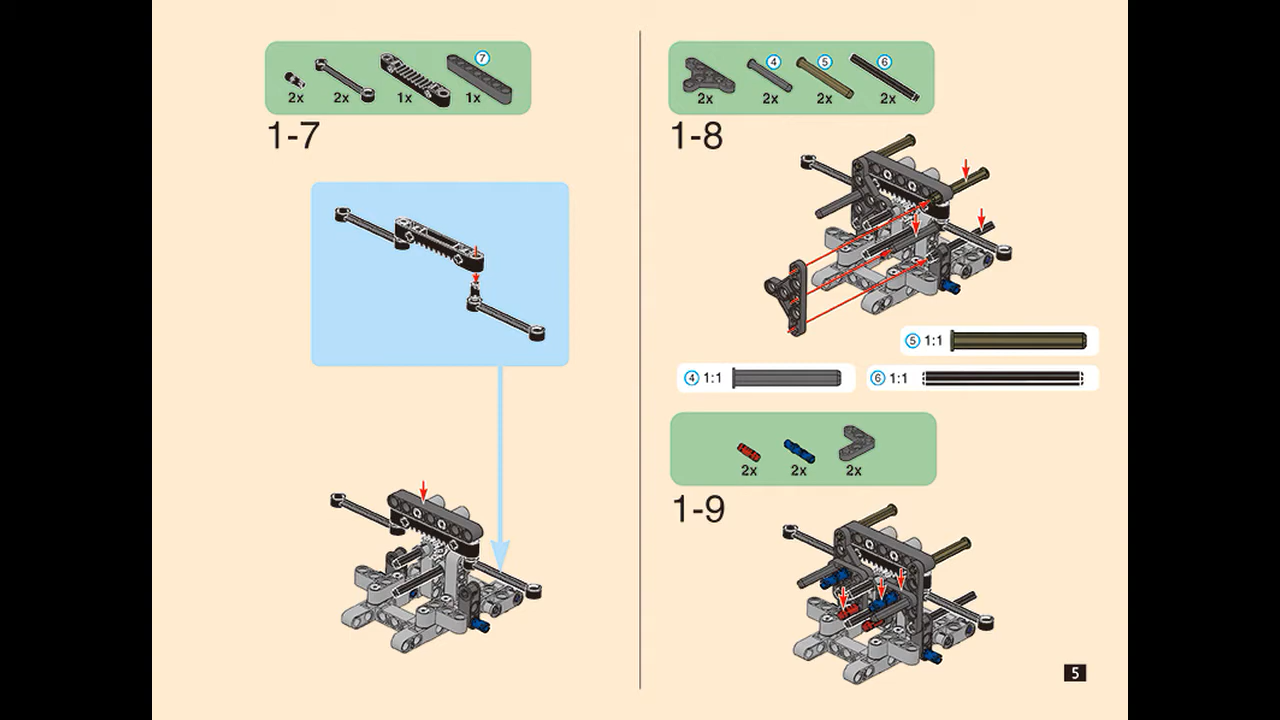 7
2x 2x 1x 1x
1-7
4 5 6
2x 2x 2x 2x
1-8
5 1:1
4 1:1
6 1:1
2x 2x 2x
1-9
5